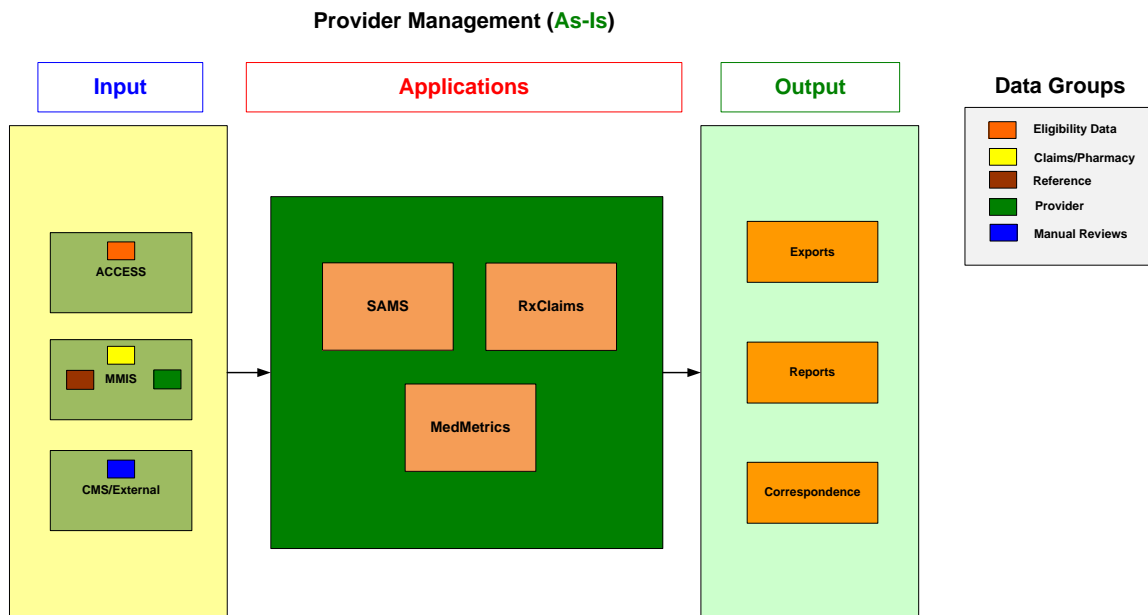 Provider Management (As-Is)
Input
Applications
Output
Data Groups
Eligibility Data
Claims/Pharmacy
Reference
Provider
Manual Reviews
ACCESS
MMIS
CMS/External
SAMS
RxClaims
MedMetrics
Exports
Reports
Correspondence